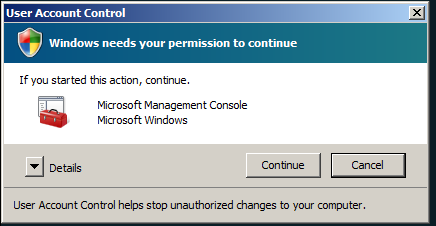 User Account Control
Windows needs your permission to continue
If you started this action, continue.
Microsoft Management Console
Microsoft Windows
Details
Continue
Cancel
User Account Control helps stop unauthorized changes to your computer.